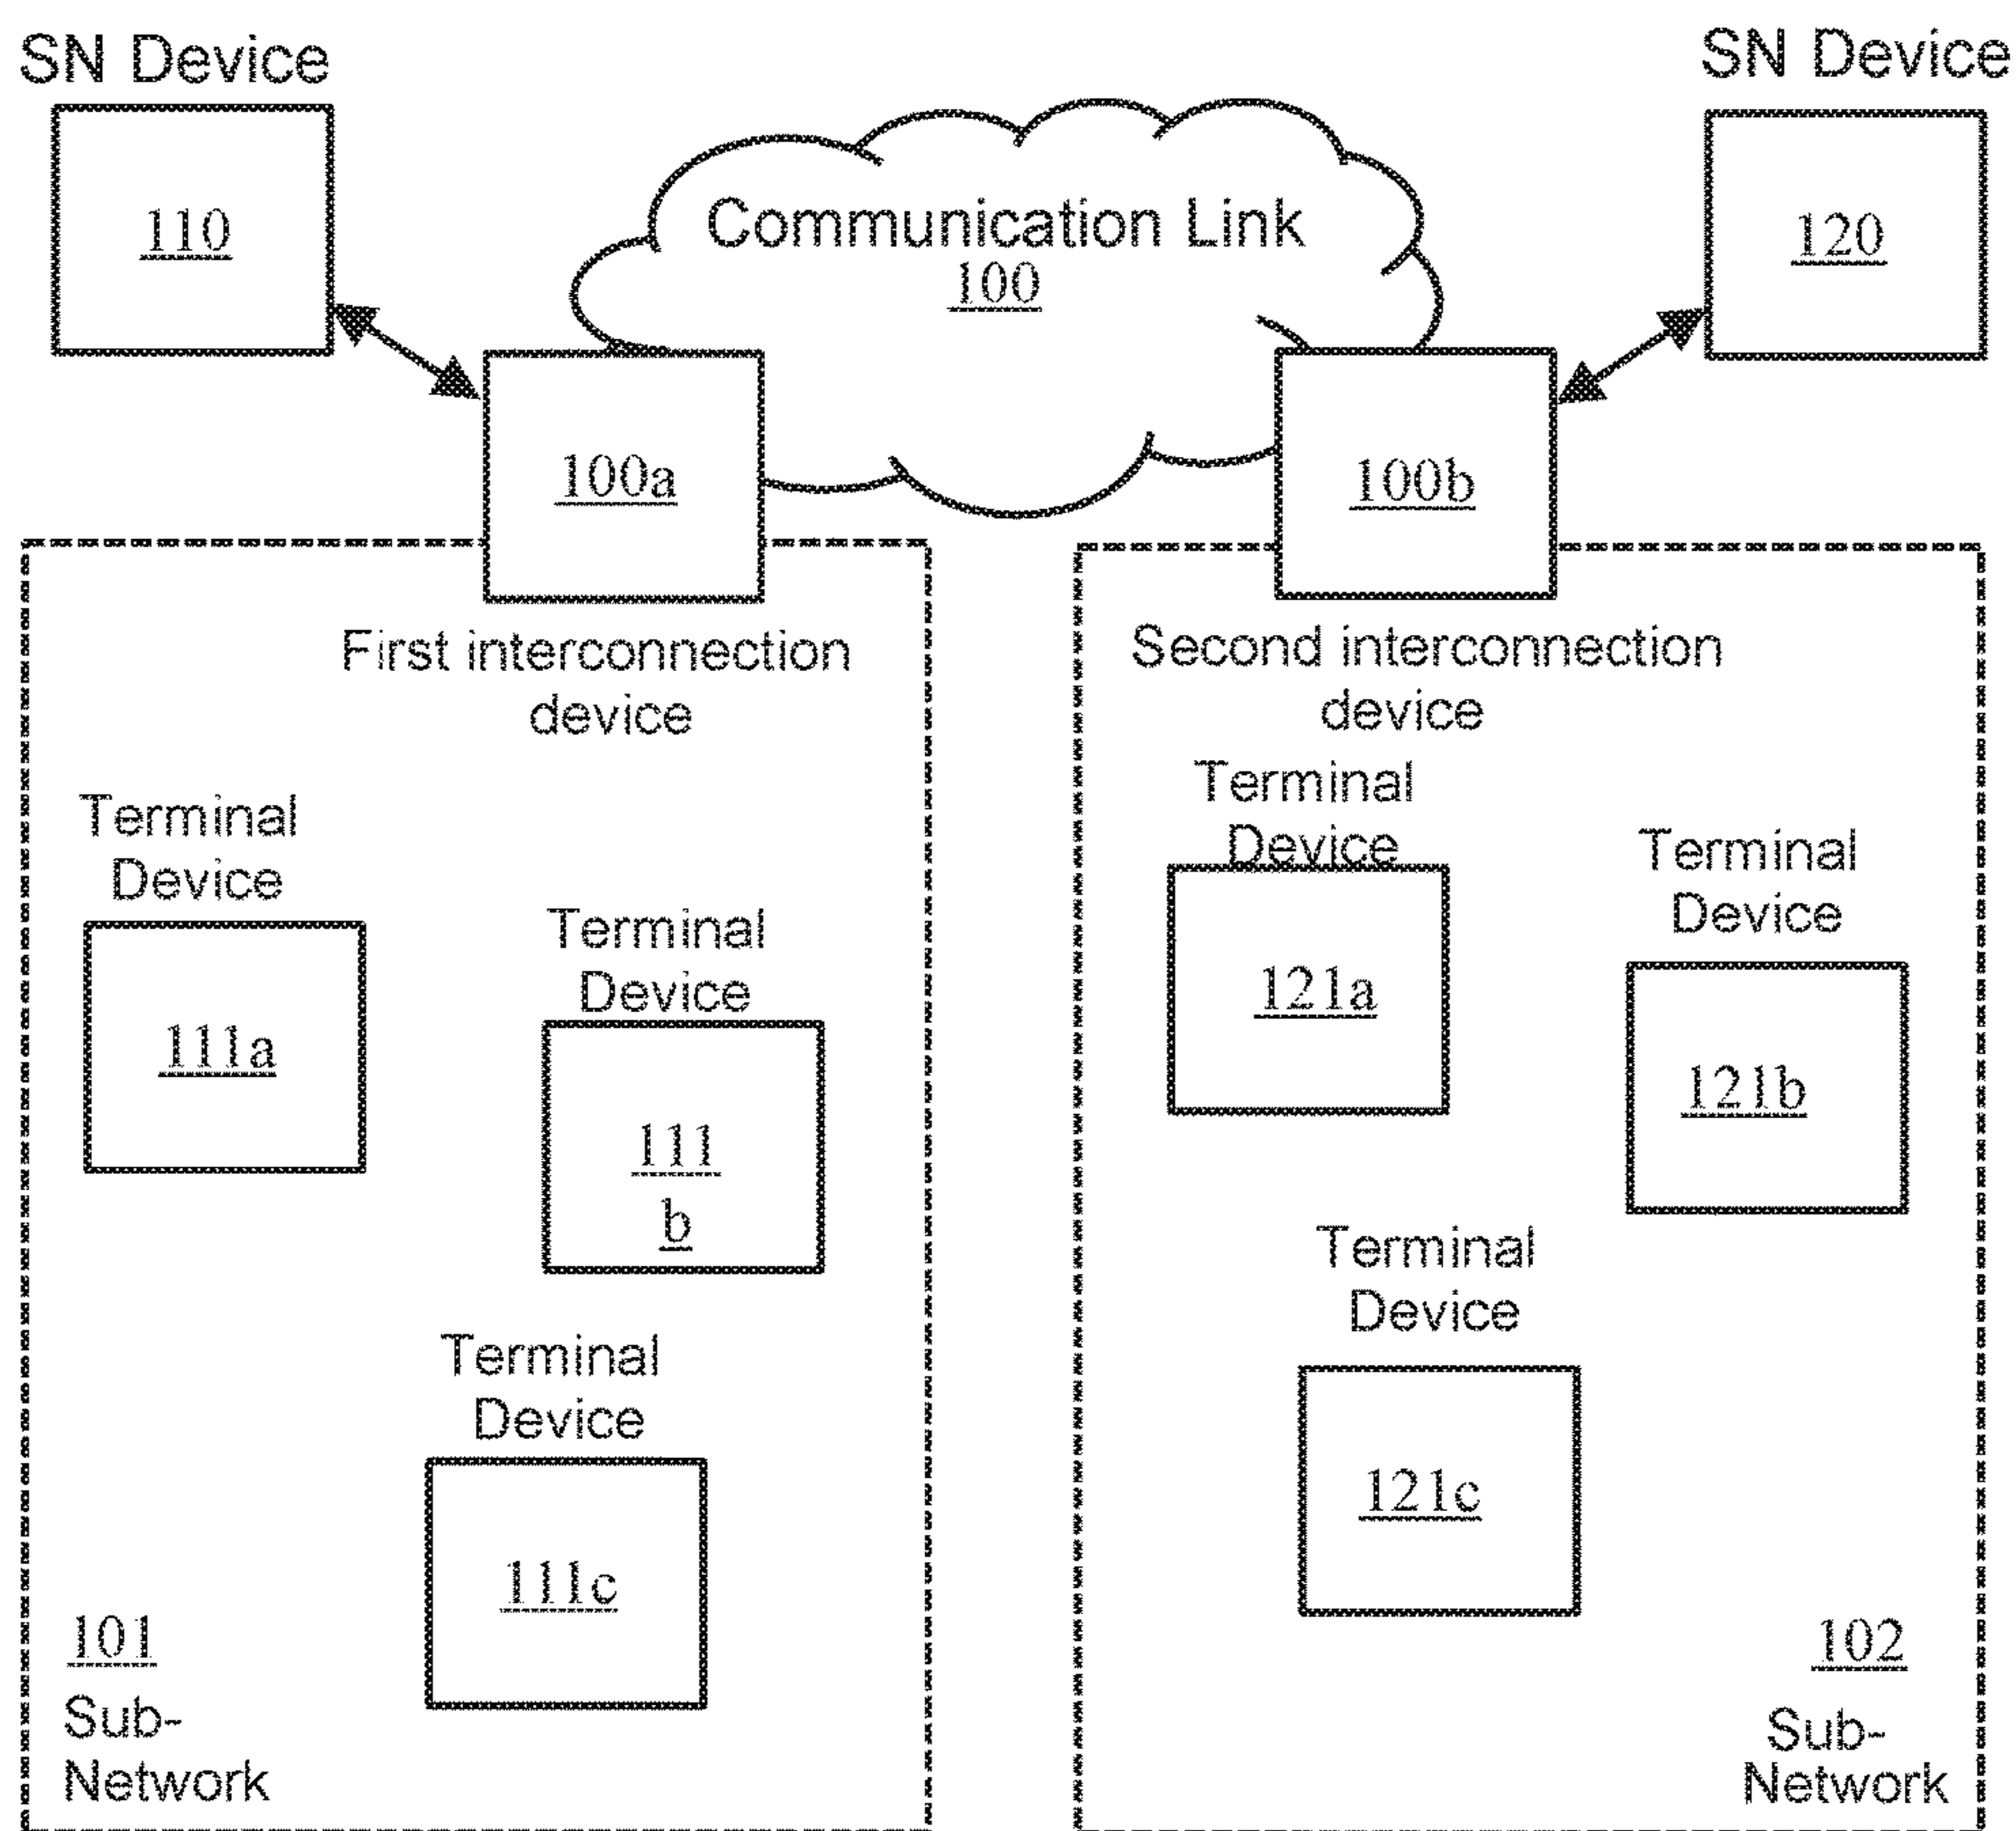 SN Device
SN Device
110
Communication Link
100
120
100a
100b
First interconnection
device
Second interconnection
device
Terminal
Device
111a
Terminal
Device
111
b
Terminal
Device
111c
101
Sub-
Network
Terminal
Device
121a
Terminal
Device
121b
Terminal
Device
121c
102
Sub-
Network